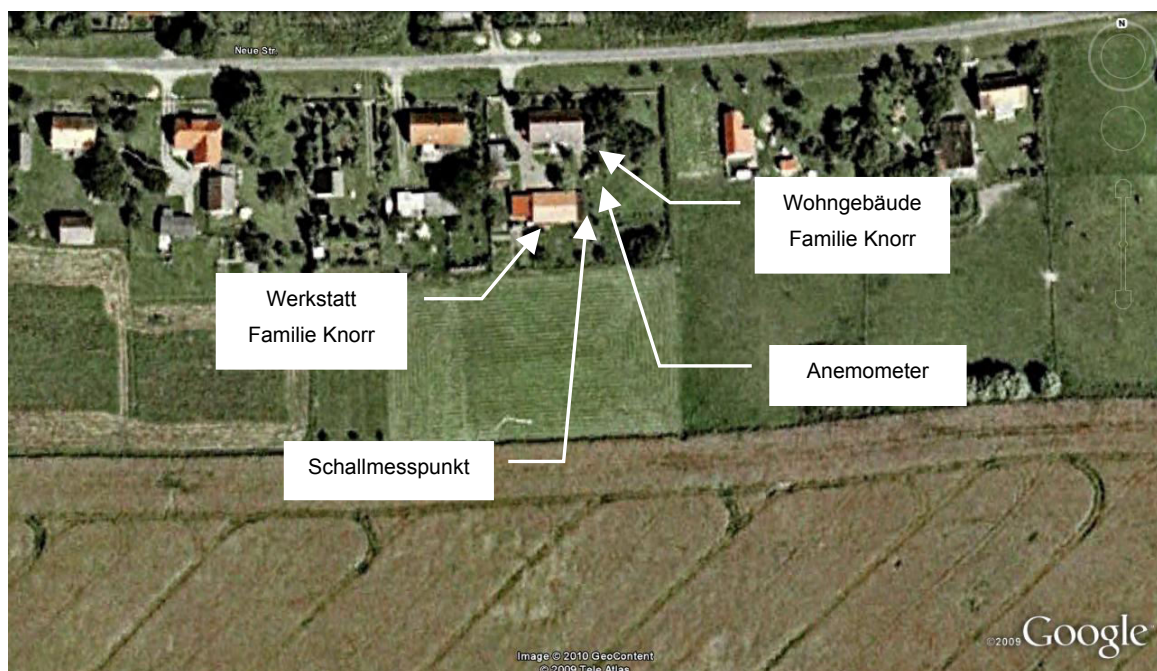 N
Neue Str.
Wohngebäude
Familie Knorr
Werkstatt
Familie Knorr
Anemometer
Schallmesspunkt
©2009 Google
Image © 2010 GeoContent
© 2009 Tele Atlas